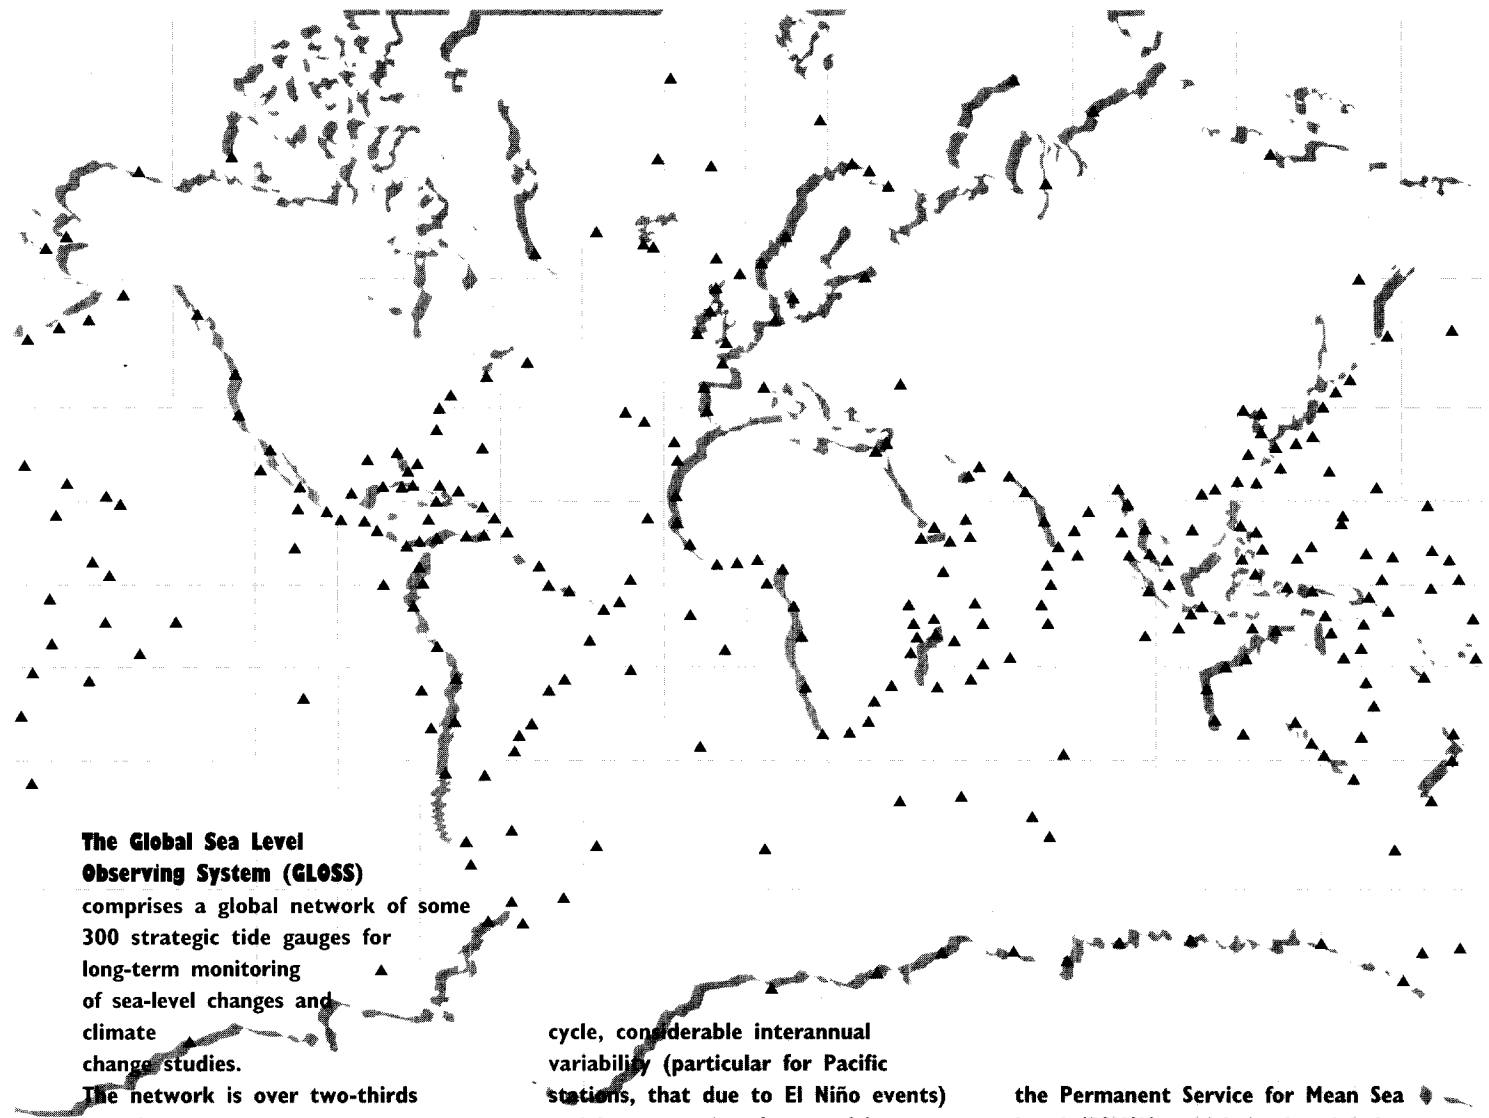 The Global Sea Level
Observing System (GLOSS)
comprises a global network of some
300 strategic tide gauges for
long-term monitoring
of sea-level changes and
climate
change studies.
The network is over two-thirds
cycle, considerable interannual
variability (particular for Pacific
stations, that due to El Niño events)
the Permanent Service for Mean Sea